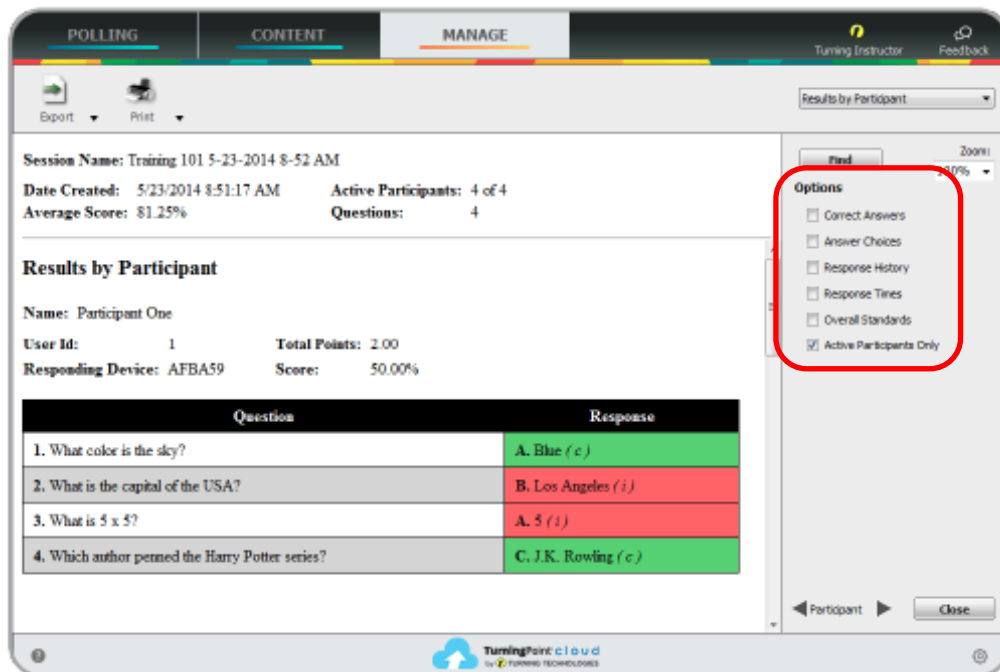 POLLING CONTENT MANAGE Turning Instructor Feedback
Export Print Results by Participant
Session Name: Training 101 5-23-2014 8-52 AM
Date Created: 5/23/2014 8:51:17 AM Active Participants: 4 of 4
Average Score: 81.25% Questions: 4
Find Zoom:
Options
Correct Answers
Answer Choices
Response History
Response Times
Overall Standards
Active Participants Only
Results by Participant
Name: Participant One
User Id: 1 Total Points: 2.00
Responding Device: AFBA59 Score: 50.00%
Question Response
1. What color is the sky? A. Blue (c)
2. What is the capital of the USA? B. Los Angeles (i)
3. What is 5 x 5? A. 5 (i)
4. Which author penned the Harry Potter series? C. J.K. Rowling (c)
Participant Close
TurningPoint cloud
by TURNING TECHNOLOGIES